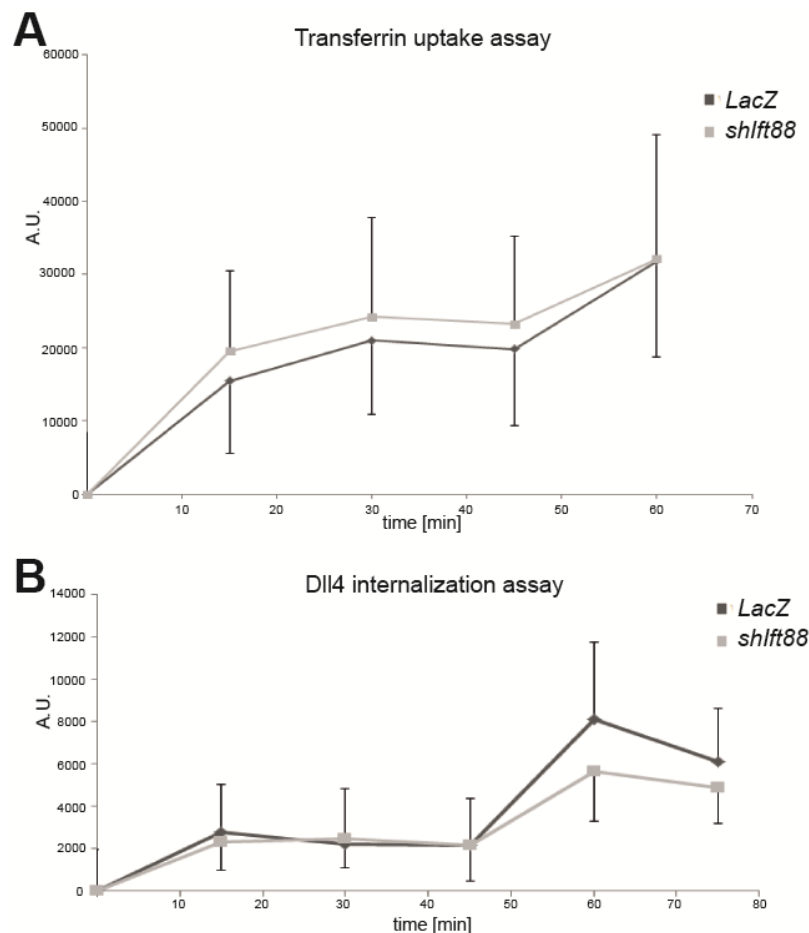 A
Transferrin uptake assay
60000
50000
40000
30000
20000
10000
0
A.U.
LacZ
shIft88
10 20 30 40 50 60 70
time [min]
B
Dll4 internalization assay
14000
12000
10000
8000
6000
4000
2000
0
A.U.
LacZ
shIft88
10 20 30 40 50 60 70 80
time [min]